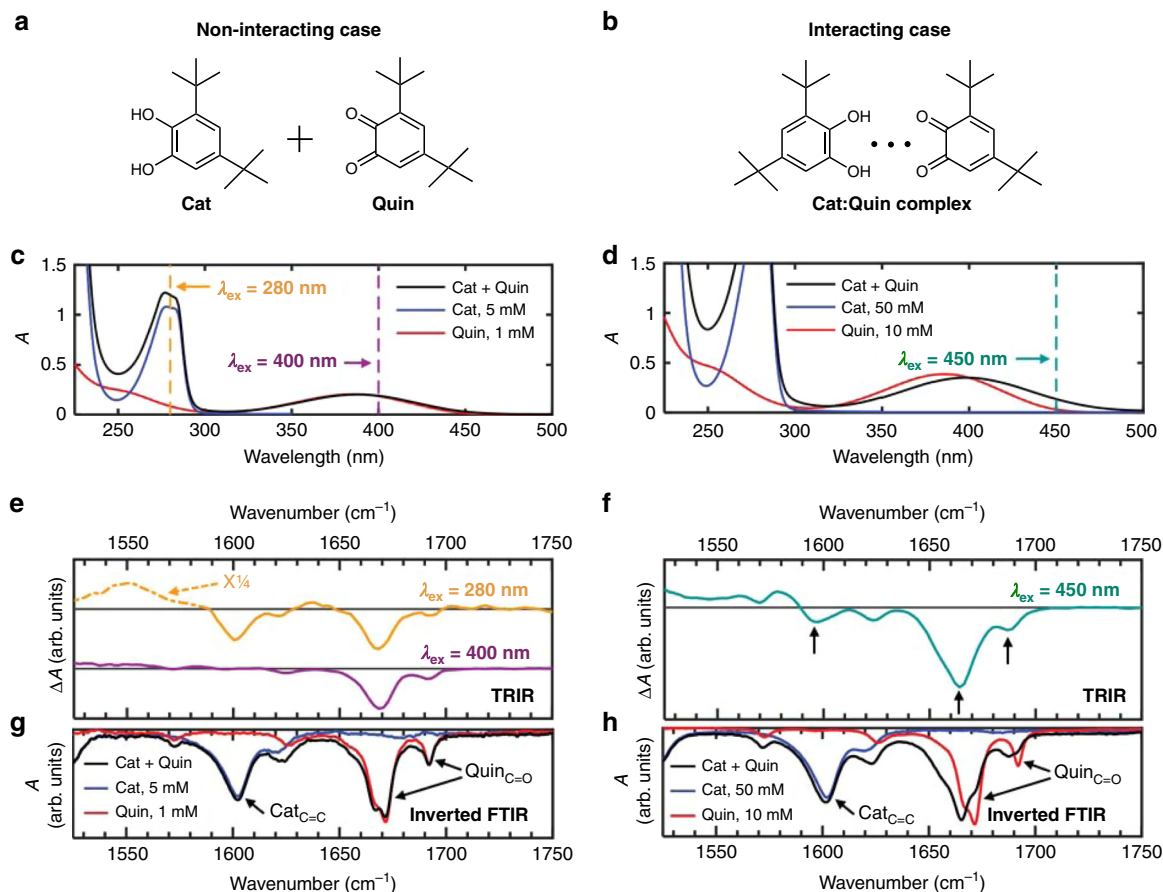 a
Non-interacting case
HO
HO
O
O
Cat
Quin
b
Interacting case
OH
OH
O
O
Cat:Quin complex
c
1.5
1
0.5
0
A
λex = 280 nm
λex = 400 nm
Cat + Quin
Cat, 5 mM
Quin, 1 mM
250 300 350 400 450 500
Wavelength (nm)
d
1.5
1
0.5
0
A
Cat + Quin
Cat, 50 mM
Quin, 10 mM
λex = 450 nm
250 300 350 400 450 500
Wavelength (nm)
e
Wavenumber (cm⁻¹)
1550 1600 1650 1700 1750
ΔA (arb. units)
X¼
λex = 280 nm
λex = 400 nm
TRIR
f
Wavenumber (cm⁻¹)
1550 1600 1650 1700 1750
ΔA (arb. units)
λex = 450 nm
TRIR
g
A
(arb. units)
Cat + Quin
Cat, 5 mM
Quin, 1 mM
CatC=C
QuinC=O
Inverted FTIR
1550 1600 1650 1700 1750
Wavenumber (cm⁻¹)
h
A
(arb. units)
Cat + Quin
Cat, 50 mM
Quin, 10 mM
CatC=C
QuinC=O
Inverted FTIR
1550 1600 1650 1700 1750
Wavenumber (cm⁻¹)